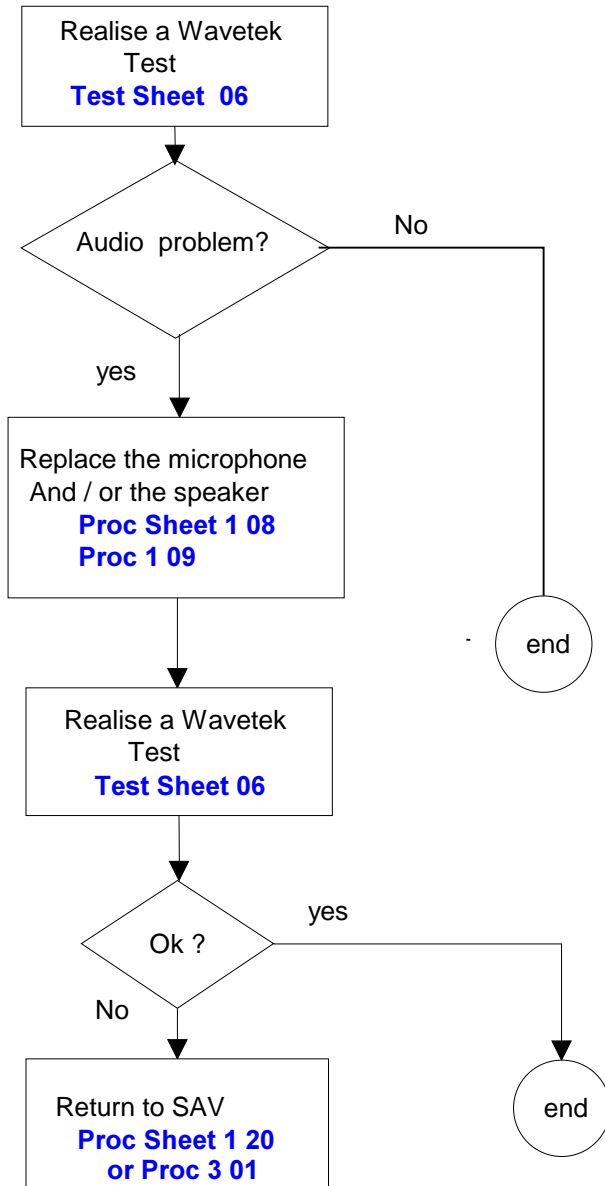 Realise a Wavetek
Test
Test Sheet 06
Audio problem?
No
yes
Replace the microphone
And / or the speaker
Proc Sheet 1 08
Proc 1 09
- end
Realise a Wavetek
Test
Test Sheet 06
Ok ?
yes
No
Return to SAV
Proc Sheet 1 20
or Proc 3 01
end